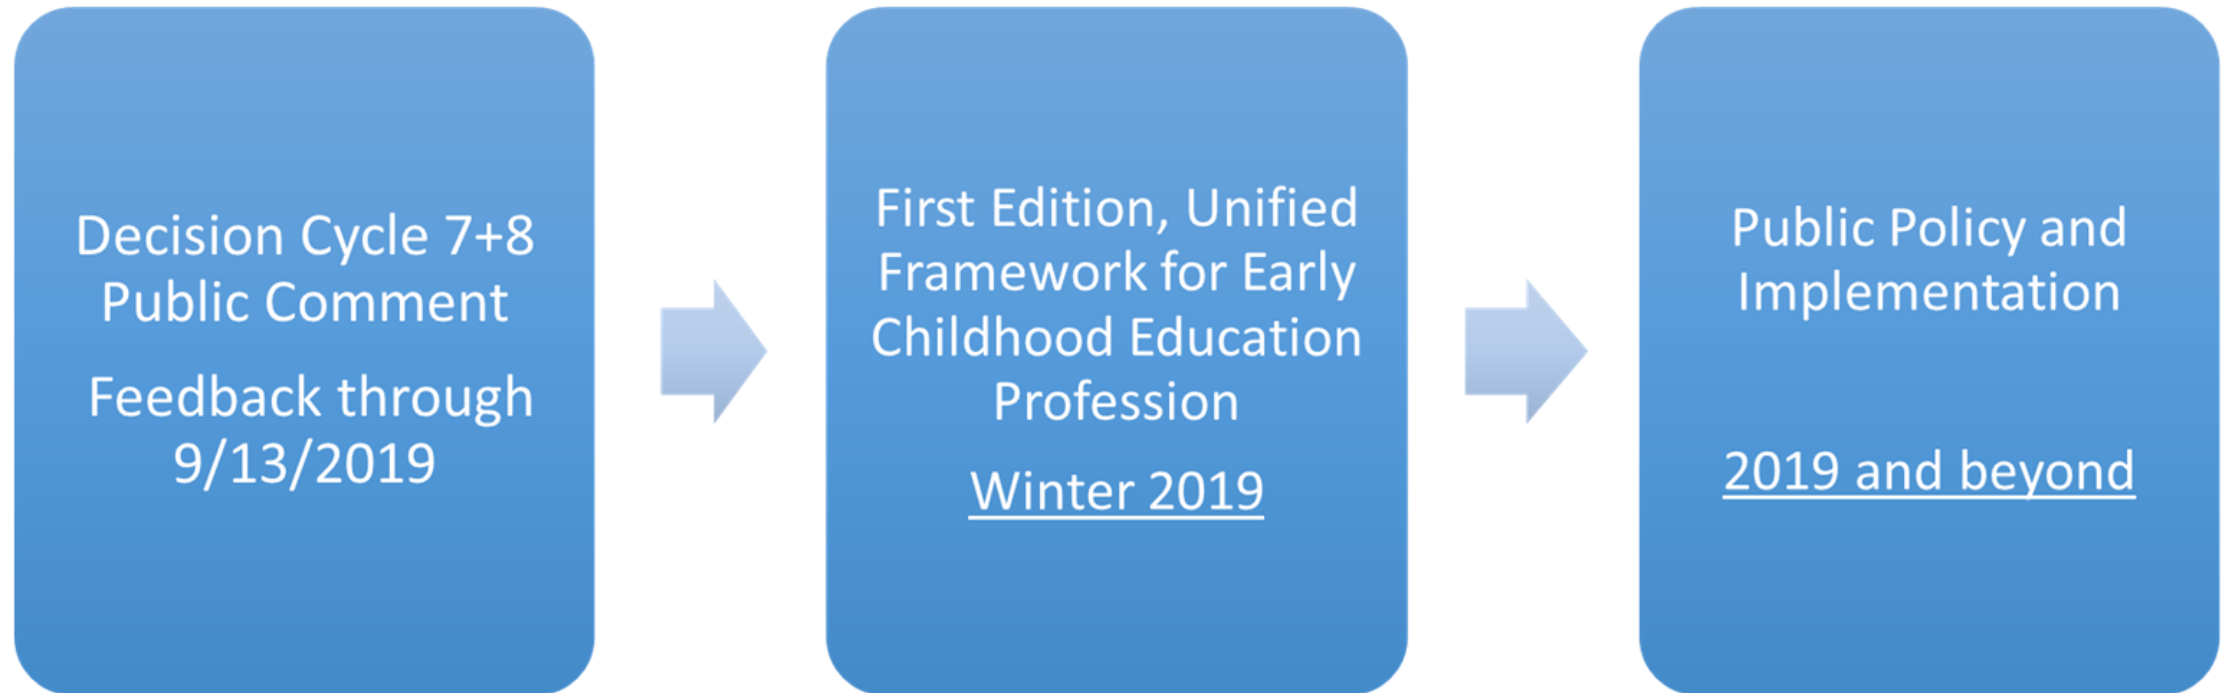 Decision Cycle 7+8
Public Comment
Feedback through
9/13/2019
First Edition, Unified
Framework for Early
Childhood Education
Profession
Winter 2019
Public Policy and
Implementation
2019 and beyond